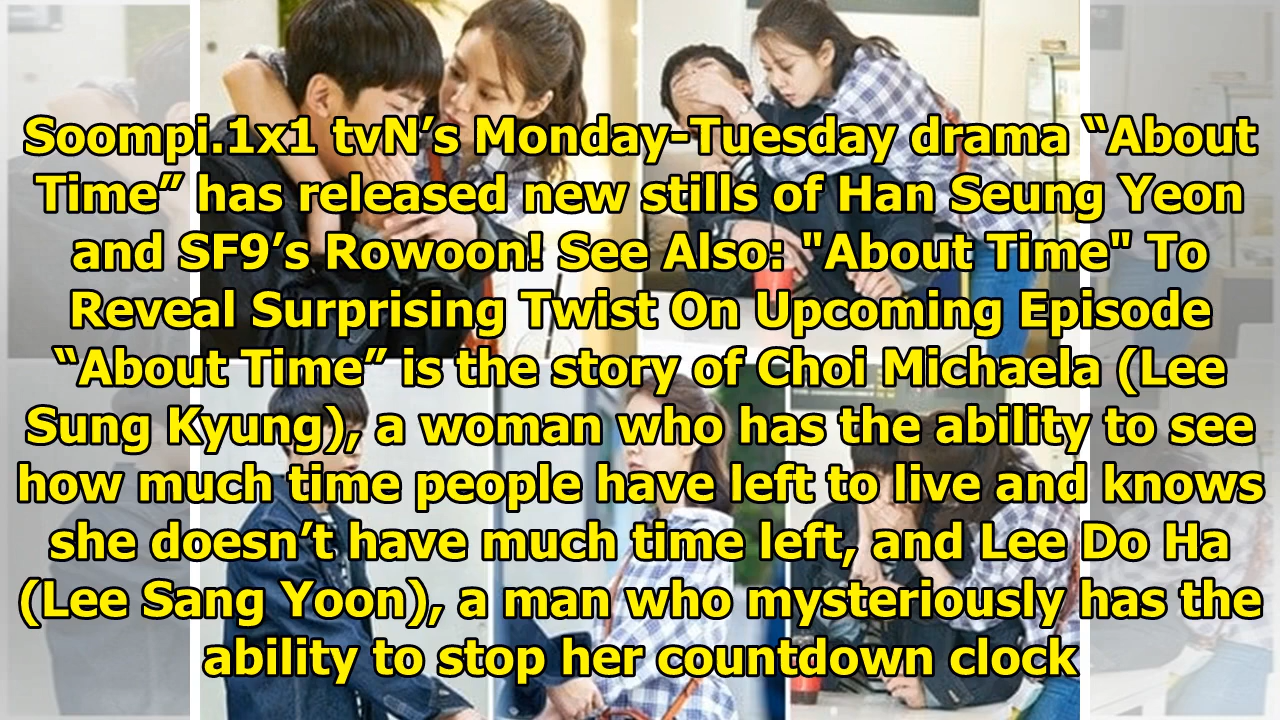 Soompi.1x1 tvN’s Monday-Tuesday drama “About
Time” has released new stills of Han Seung Yeon
and SF9’s Rowoon! See Also: "About Time" To
Reveal Surprising Twist On Upcoming Episode
“About Time” is the story of Choi Michaela (Lee
Sung Kyung), a woman who has the ability to see
how much time people have left to live and knows
she doesn’t have much time left, and Lee Do Ha
(Lee Sang Yoon), a man who mysteriously has the
ability to stop her countdown clock